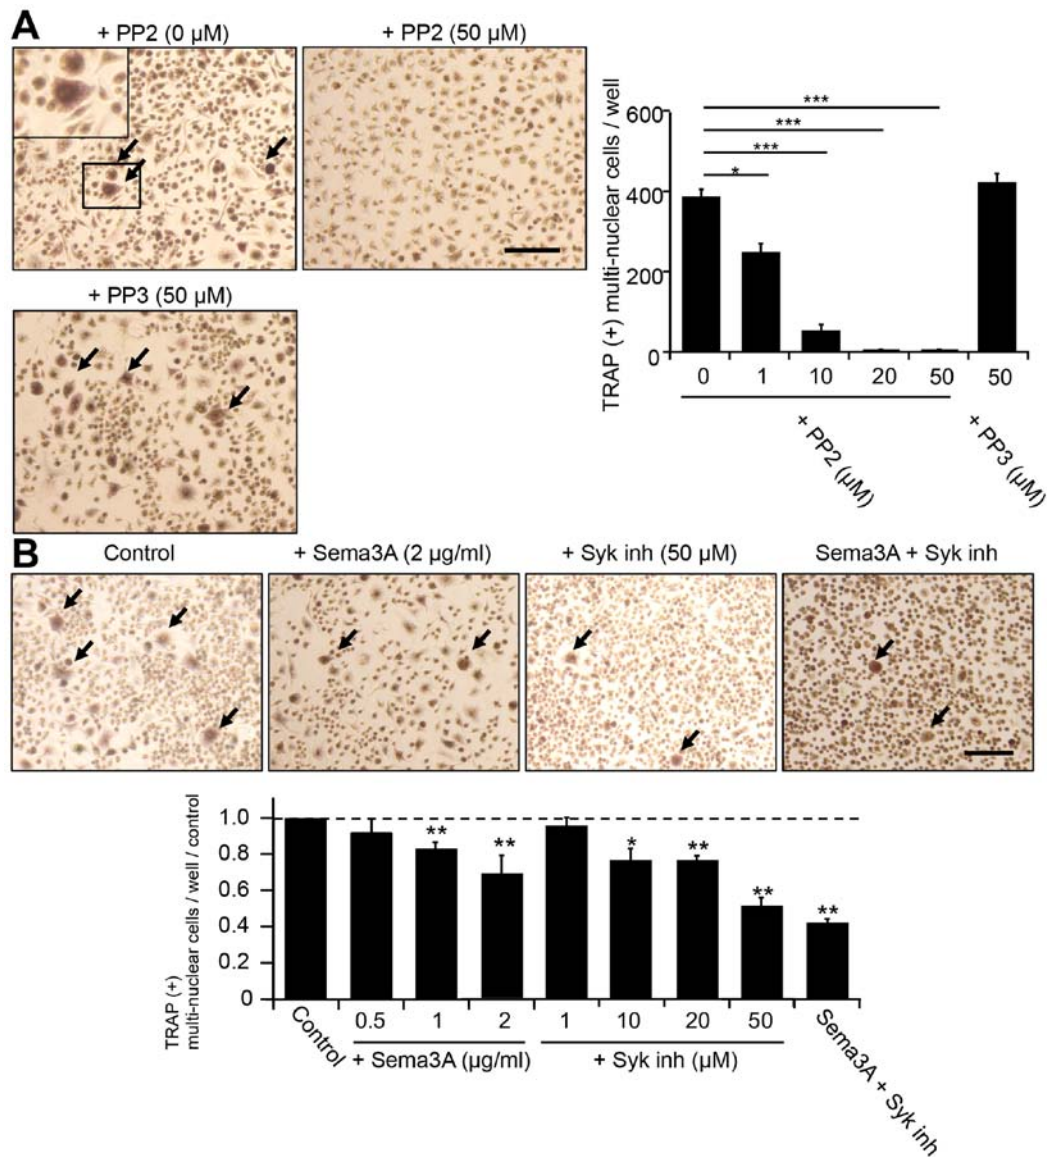 A
+ PP2 (0 µM)
+ PP2 (50 µM)
+ PP3 (50 µM)
TRAP (+) multi-nuclear cells / well
600
400
200
0
***
***
***
*
0 1 10 20 50 50
+ PP2 (µM)
+ PP3 (µM)
B
Control
+ Sema3A (2 µg/ml)
+ Syk inh (50 µM)
Sema3A + Syk inh
TRAP (+)
multi-nuclear cells / well / control
1.0
0.8
0.6
0.4
0.2
0
** ** * ** ** **
Control
0.5 1 2 1 10 20 50
+ Sema3A (µg/ml)
+ Syk inh (µM)
Sema3A + Syk inh